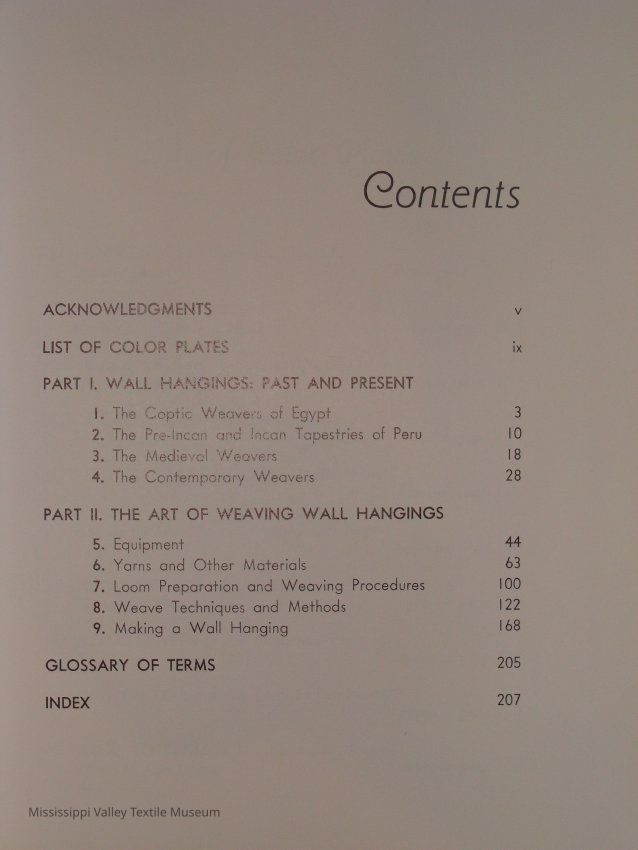 Contents
ACKNOWLEDGMENTS v
LIST OF COLOR PLATES ix
PART I. WALL HANGINGS: PAST AND PRESENT
1. The Coptic Weavers of Egypt 3
2. The Pre-Incan and Incan Tapestries of Peru 10
3. The Medieval Weavers 18
4. The Contemporary Weavers 28
PART II. THE ART OF WEAVING WALL HANGINGS
5. Equipment 44
6. Yarns and Other Materials 63
7. Loom Preparation and Weaving Procedures 100
8. Weave Techniques and Methods 122
9. Making a Wall Hanging 168
GLOSSARY OF TERMS 205
INDEX 207
Mississippi Valley Textile Museum